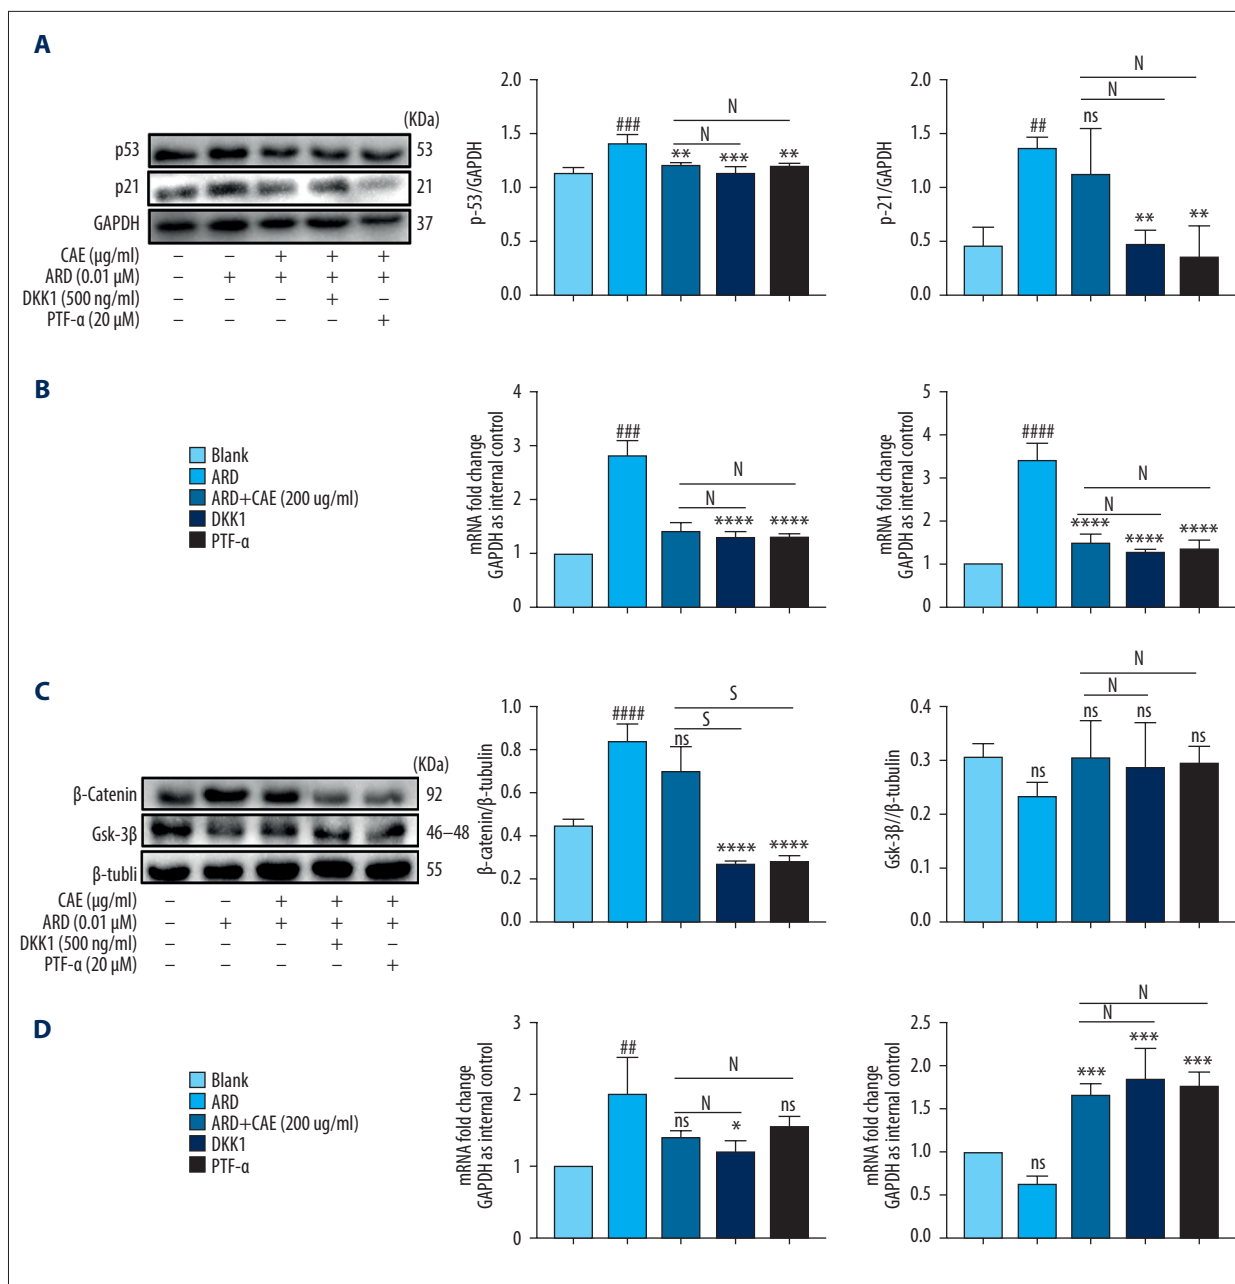 A
(KDa)
p53
53
p21
21
GAPDH
37
CAE (µg/ml) – – + + +
ARD (0.01 µM) – + + + +
DKK1 (500 ng/ml) – – – + –
PTF-α (20 µM) – – – – +
p-53/GAPDH
2.0
1.5
1.0
0.5
0.0
###
**
***
**
N
N
p-21/GAPDH
2.0
1.5
1.0
0.5
0.0
##
ns
**
**
N
N
B
Blank
ARD
ARD+CAE (200 ug/ml)
DKK1
PTF-α
mRNA fold change
GAPDH as internal control
4
3
2
1
0
###
****
****
N
N
mRNA fold change
GAPDH as internal control
5
4
3
2
1
0
####
****
****
****
N
N
C
(KDa)
β-Catenin
92
Gsk-3β
46–48
β-tubli
55
CAE (µg/ml) – – + + +
ARD (0.01 µM) – + + + +
DKK1 (500 ng/ml) – – – + –
PTF-α (20 µM) – – – – +
β-catenin/β-tubulin
1.0
0.8
0.6
0.4
0.2
0.0
####
ns
****
****
S
S
Gsk-3β//β-tubulin
0.4
0.3
0.2
0.1
0.0
ns
ns
ns
ns
N
N
D
Blank
ARD
ARD+CAE (200 ug/ml)
DKK1
PTF-α
mRNA fold change
GAPDH as internal control
3
2
1
0
##
ns
*
ns
N
N
mRNA fold change
GAPDH as internal control
2.5
2.0
1.5
1.0
0.5
0.0
ns
***
***
***
N
N